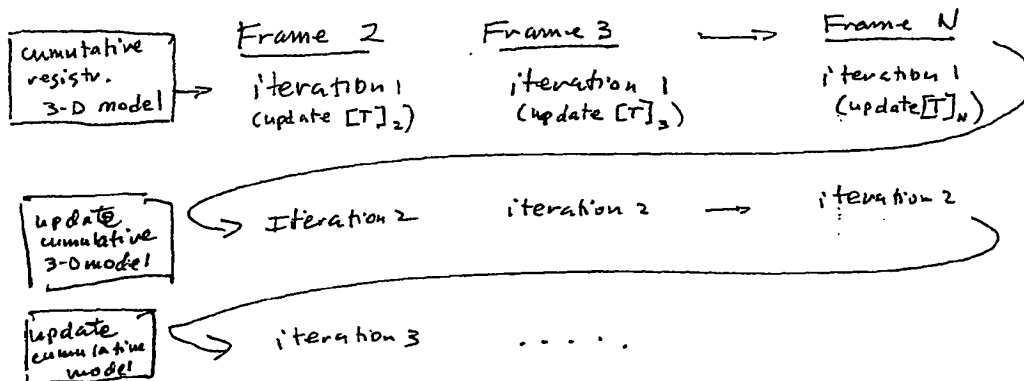 cumutative
registr.
3-D model
Frame 2
Frame 3
Frame N
iteration 1
(update [T]₂)
iteration 1
(update [T]₃)
iteration 1
(update [T]ₙ)
update
cumulative
3-D model
Iteration 2
iteration 2
iteration 2
update
cumulative
model
iteration 3
.....